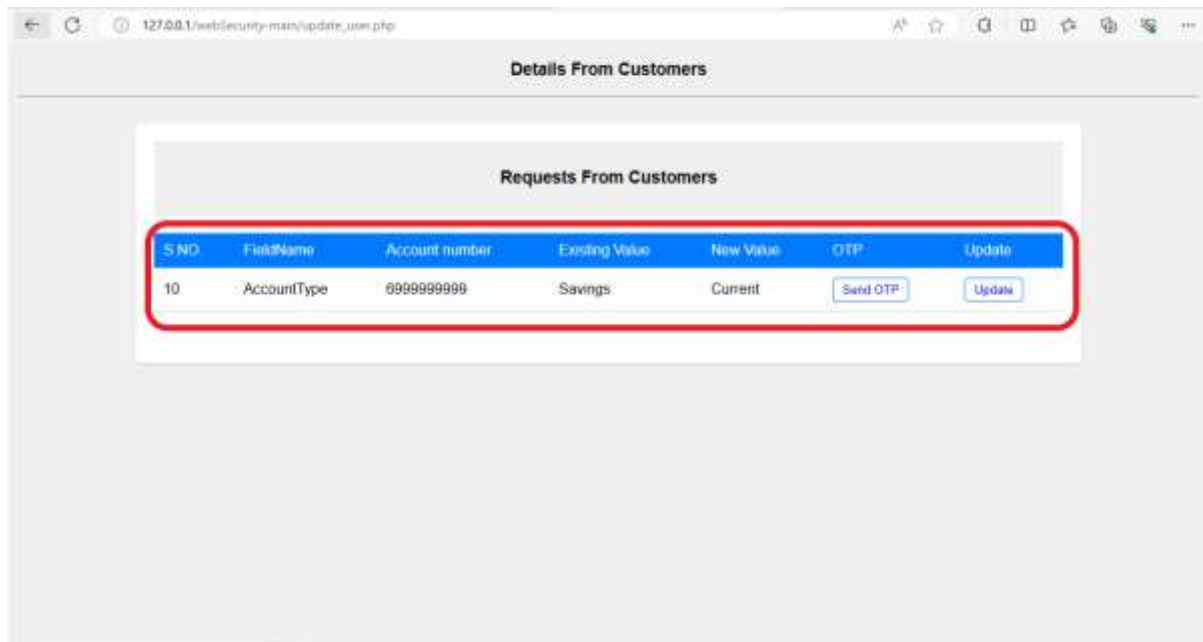 127.0.0.1/webSecurity-main/update_user.php
Details From Customers
Requests From Customers
S.NO. FieldName Account number Existing Value New Value OTP Update
10 AccountType 6999999999 Savings Current Send OTP Update